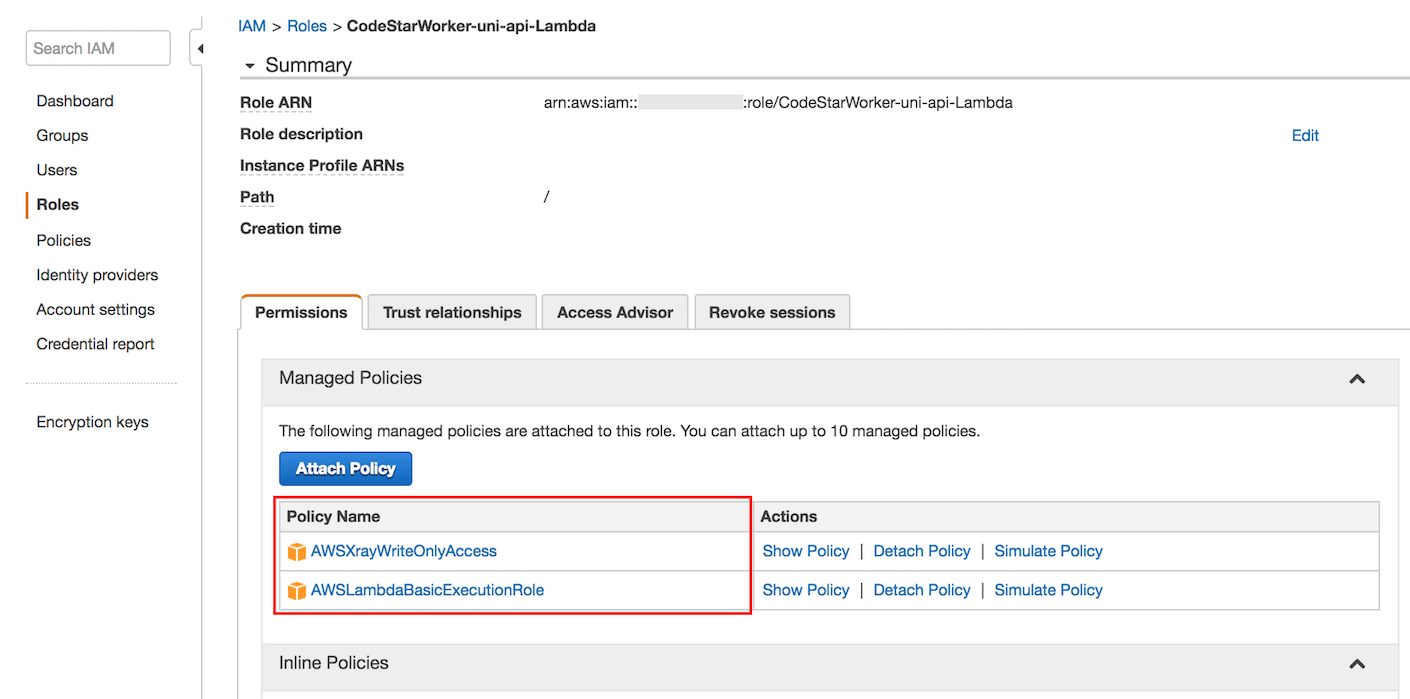 Search IAM
Dashboard
Groups
Users
Roles
Policies
Identity providers
Account settings
Credential report
Encryption keys
IAM > Roles > CodeStarWorker-uni-api-Lambda
Summary
Role ARN arn:aws:iam:: :role/CodeStarWorker-uni-api-Lambda
Role description Edit
Instance Profile ARNs
Path /
Creation time
Permissions Trust relationships Access Advisor Revoke sessions
Managed Policies
The following managed policies are attached to this role. You can attach up to 10 managed policies.
Attach Policy
Policy Name Actions
AWSXrayWriteOnlyAccess Show Policy | Detach Policy | Simulate Policy
AWSLambdaBasicExecutionRole Show Policy | Detach Policy | Simulate Policy
Inline Policies